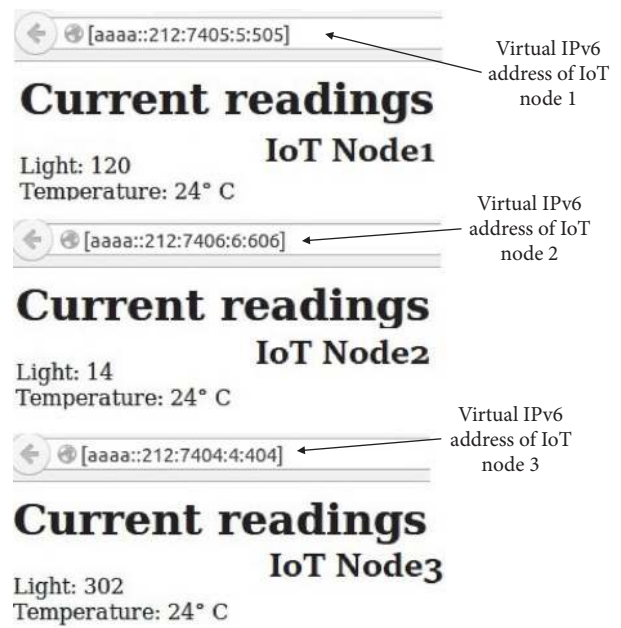 [aaaa::212:7405:5:505]
Virtual IPv6
address of IoT
node 1
Current readings
IoT Node1
Light: 120
Temperature: 24° C
Virtual IPv6
address of IoT
node 2
[aaaa::212:7406:6:606]
Current readings
IoT Node2
Light: 14
Temperature: 24° C
Virtual IPv6
address of IoT
node 3
[aaaa::212:7404:4:404]
Current readings
IoT Node3
Light: 302
Temperature: 24° C